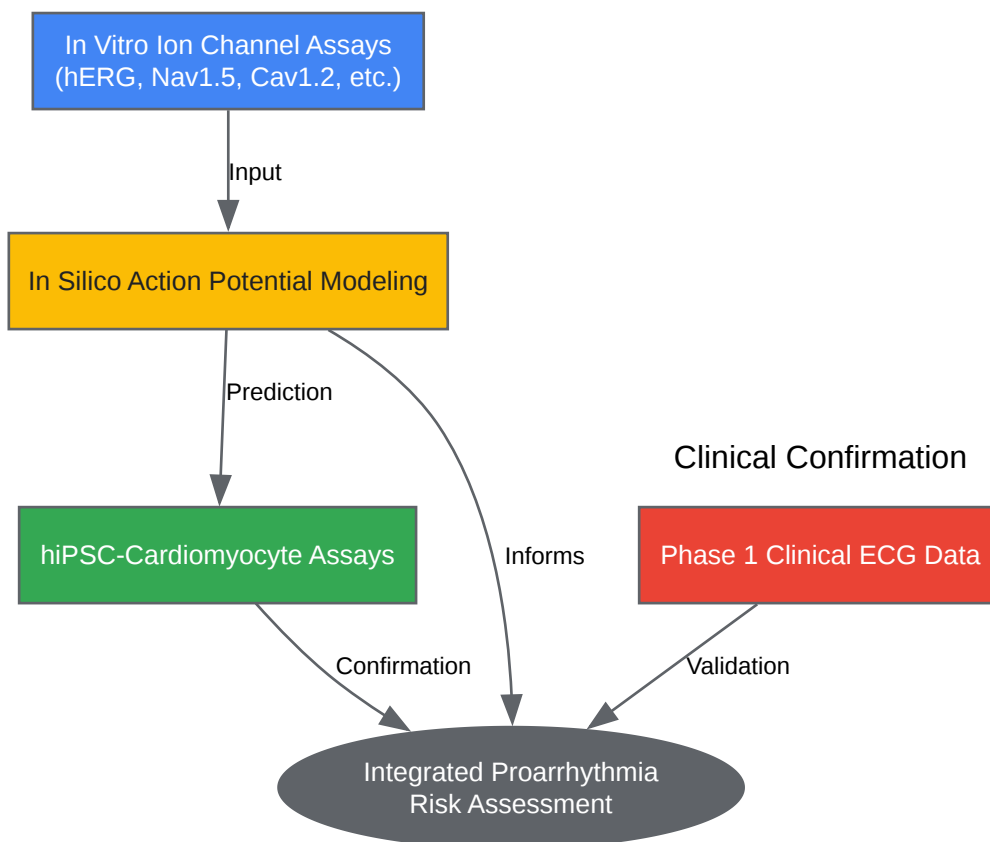 In Vitro Ion Channel Assays
(hERG, Nav1.5, Cav1.2, etc.)
Input
In Silico Action Potential Modeling
Prediction
Clinical Confirmation
hiPSC-Cardiomyocyte Assays
Informs
Phase 1 Clinical ECG Data
Confirmation
Validation
Integrated Proarrhythmia
Risk Assessment